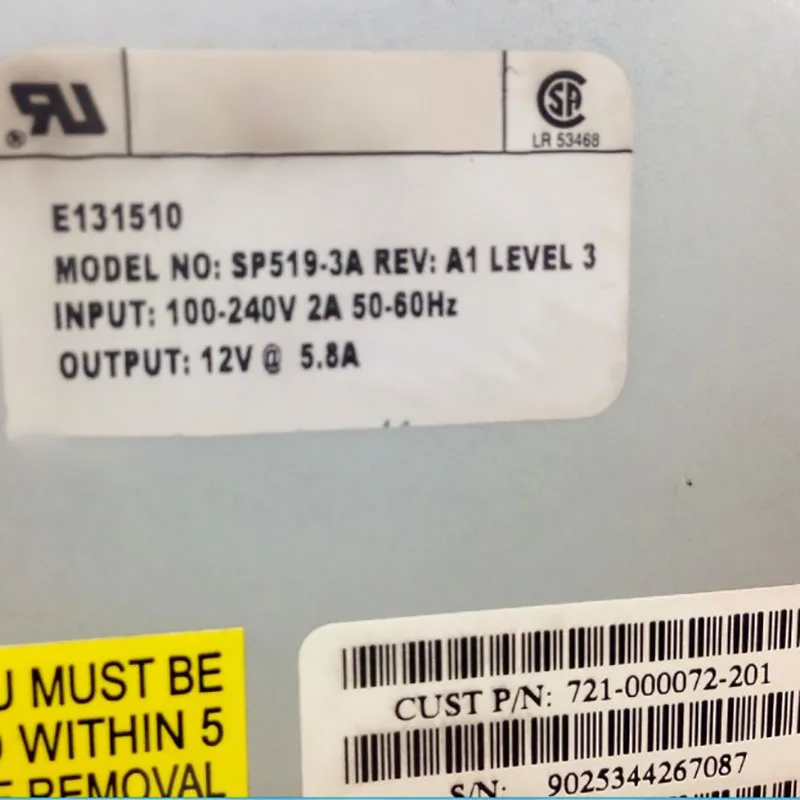 LR 53468
E131510
MODEL NO: SP519-3A REV: A1 LEVEL 3
INPUT: 100-240V 2A 50-60Hz
OUTPUT: 12V @ 5.8A
U MUST BE
WITHIN 5
REMOVAL
CUST P/N: 721-000072-201
S/N: 9025344267087